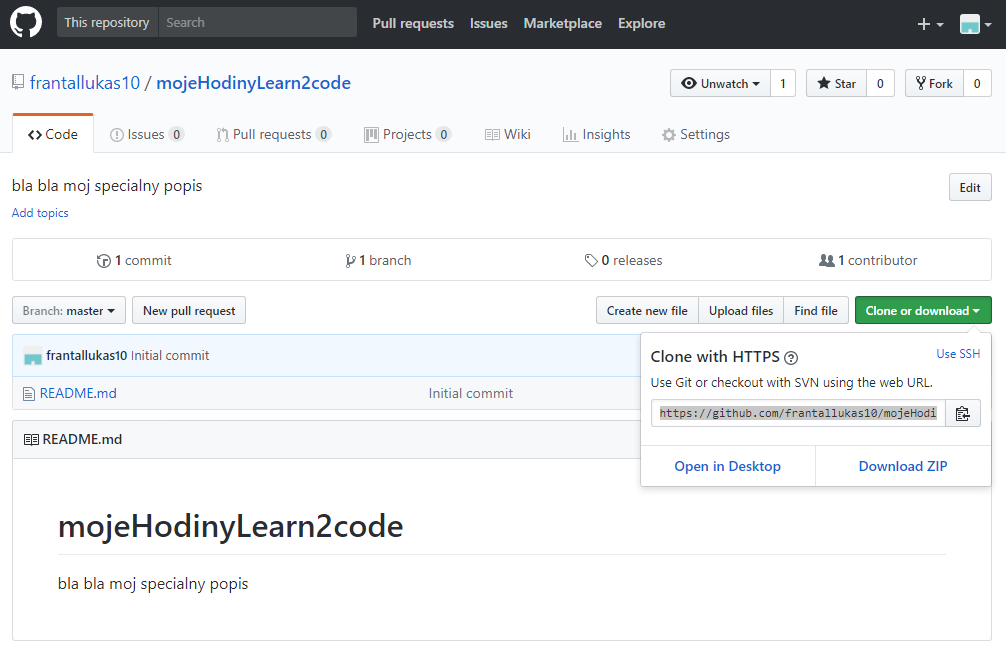 This repository Search Pull requests Issues Marketplace Explore
frantallukas10 / mojeHodinyLearn2code Unwatch 1 Star 0 Fork 0
Code Issues 0 Pull requests 0 Projects 0 Wiki Insights Settings
bla bla moj specialny popis Edit
Add topics
1 commit 1 branch 0 releases 1 contributor
Branch: master New pull request Create new file Upload files Find file Clone or download
frantallukas10 Initial commit
README.md Initial commit
Clone with HTTPS ? Use SSH
Use Git or checkout with SVN using the web URL.
https://github.com/frantallukas10/mojeHodi
Open in Desktop Download ZIP
README.md
mojeHodinyLearn2code
bla bla moj specialny popis